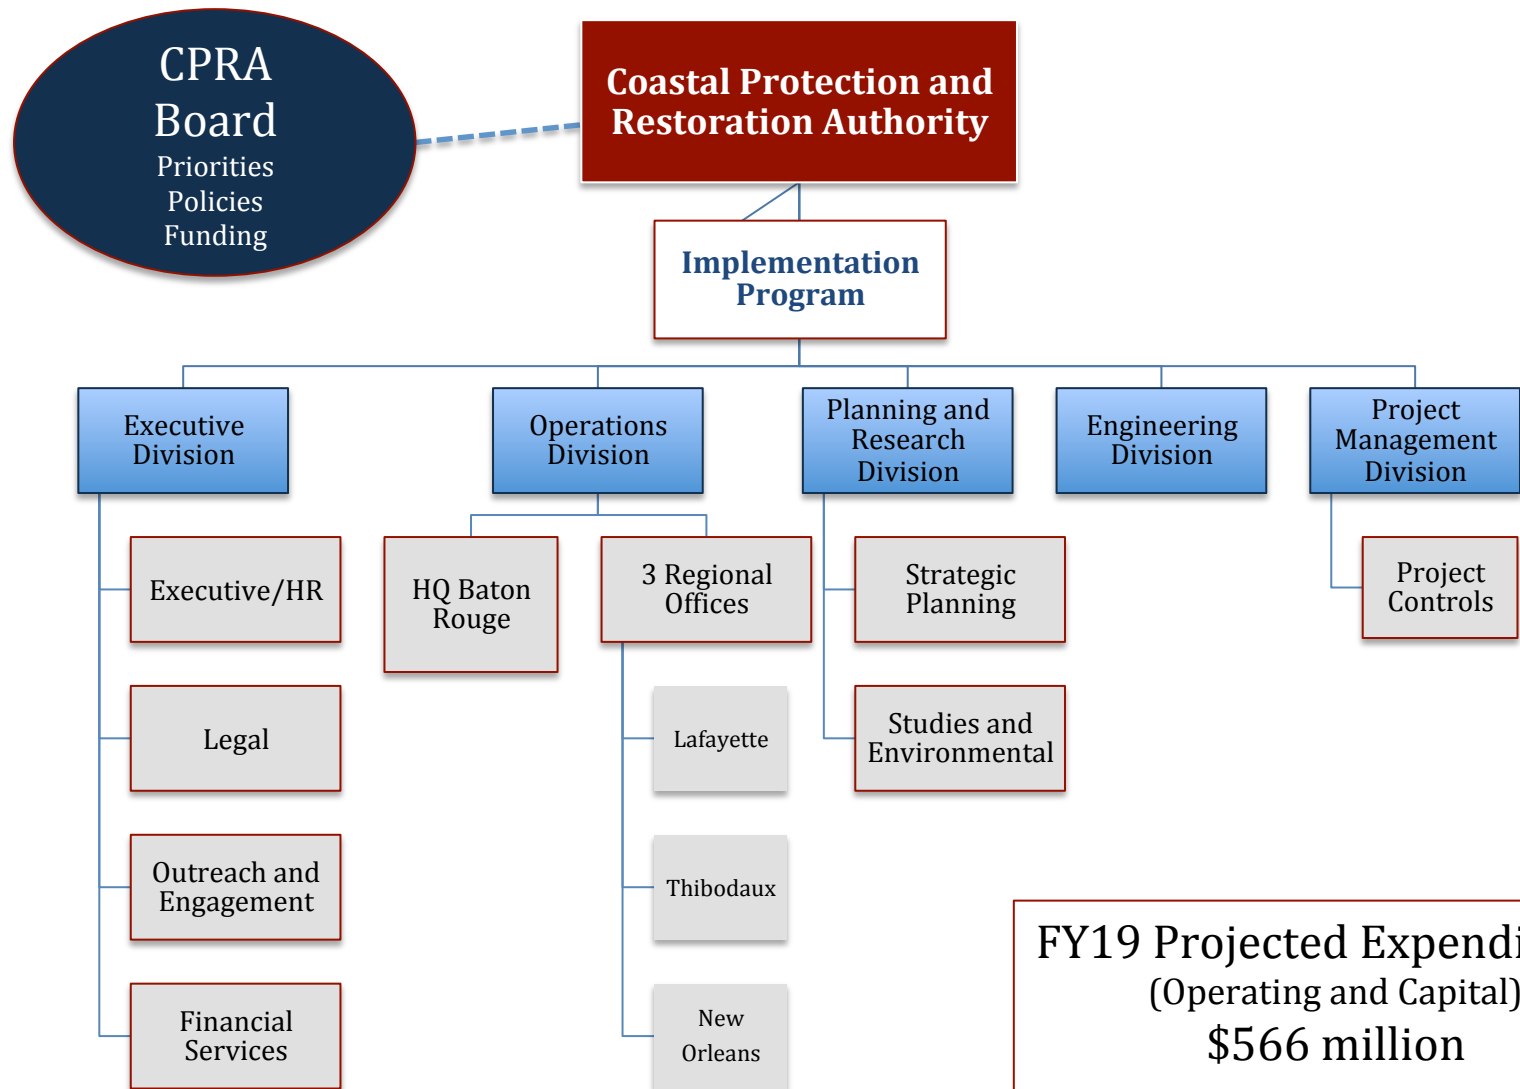 CPRA
Board
Priorities
Policies
Funding
Coastal Protection and
Restoration Authority
Implementation
Program
Executive
Division
Operations
Division
Planning and
Research
Division
Engineering
Division
Project
Management
Division
Executive/HR
HQ Baton
Rouge
3 Regional
Offices
Strategic
Planning
Project
Controls
Legal
Lafayette
Studies and
Environmental
Outreach and
Engagement
Thibodaux
Financial
Services
New
Orleans
FY19 Projected
(Operating and Capital)
$566 million